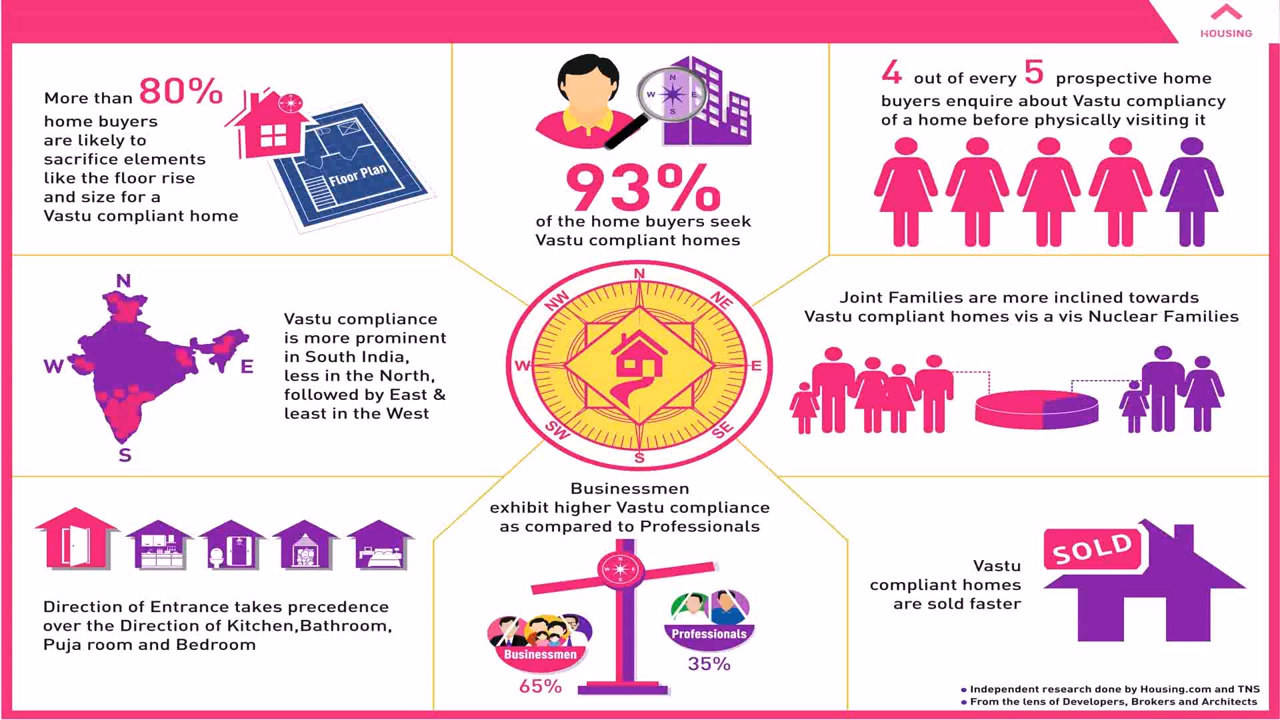 HOUSING
More than 80%
home buyers
are likely to
sacrifice elements
like the floor rise
and size for a
Vastu compliant home
Floor Plan
N
W E
S
93%
of the home buyers seek
Vastu compliant homes
4 out of every 5 prospective home
buyers enquire about Vastu compliancy
of a home before physically visiting it
N
W E
S
Vastu compliance
is more prominent
in South India,
less in the North,
followed by East &
least in the West
N
NW NE
W E
SW SE
S
Joint Families are more inclined towards
Vastu compliant homes vis a vis Nuclear Families
Direction of Entrance takes precedence
over the Direction of Kitchen,Bathroom,
Puja room and Bedroom
Businessmen
exhibit higher Vastu compliance
as compared to Professionals
N
W E
S
Businessmen
65%
Professionals
35%
Vastu
compliant homes
are sold faster
SOLD
• Independent research done by Housing.com and TNS
• From the lens of Developers, Brokers and Architects